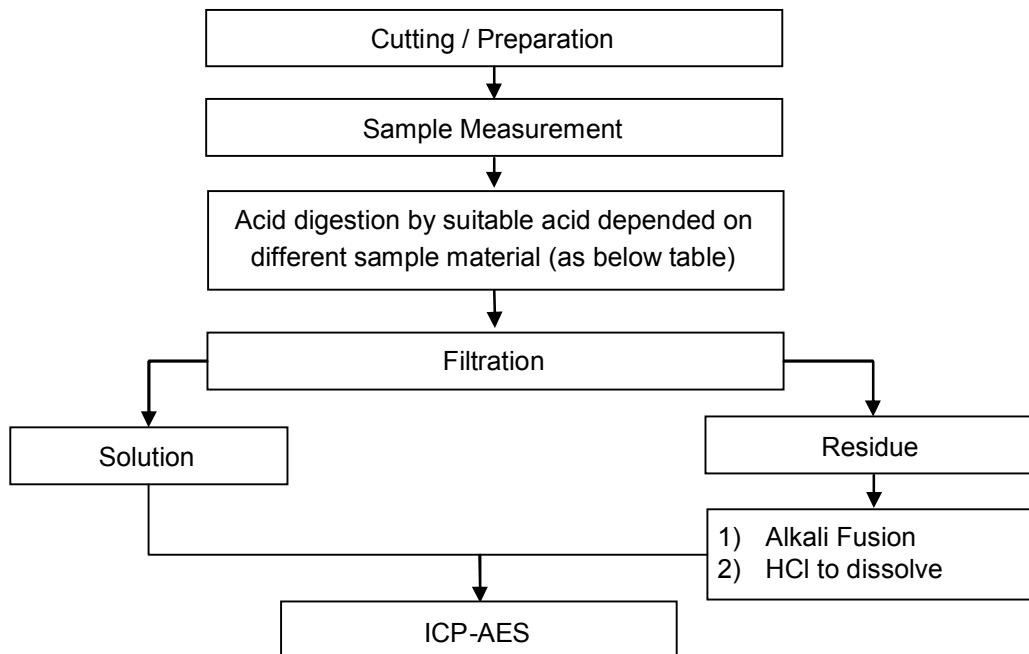 Cutting / Preparation
Sample Measurement
Acid digestion by suitable acid depended on
different sample material (as below table)
Filtration
Solution
Residue
1) Alkali Fusion
2) HCl to dissolve
ICP-AES